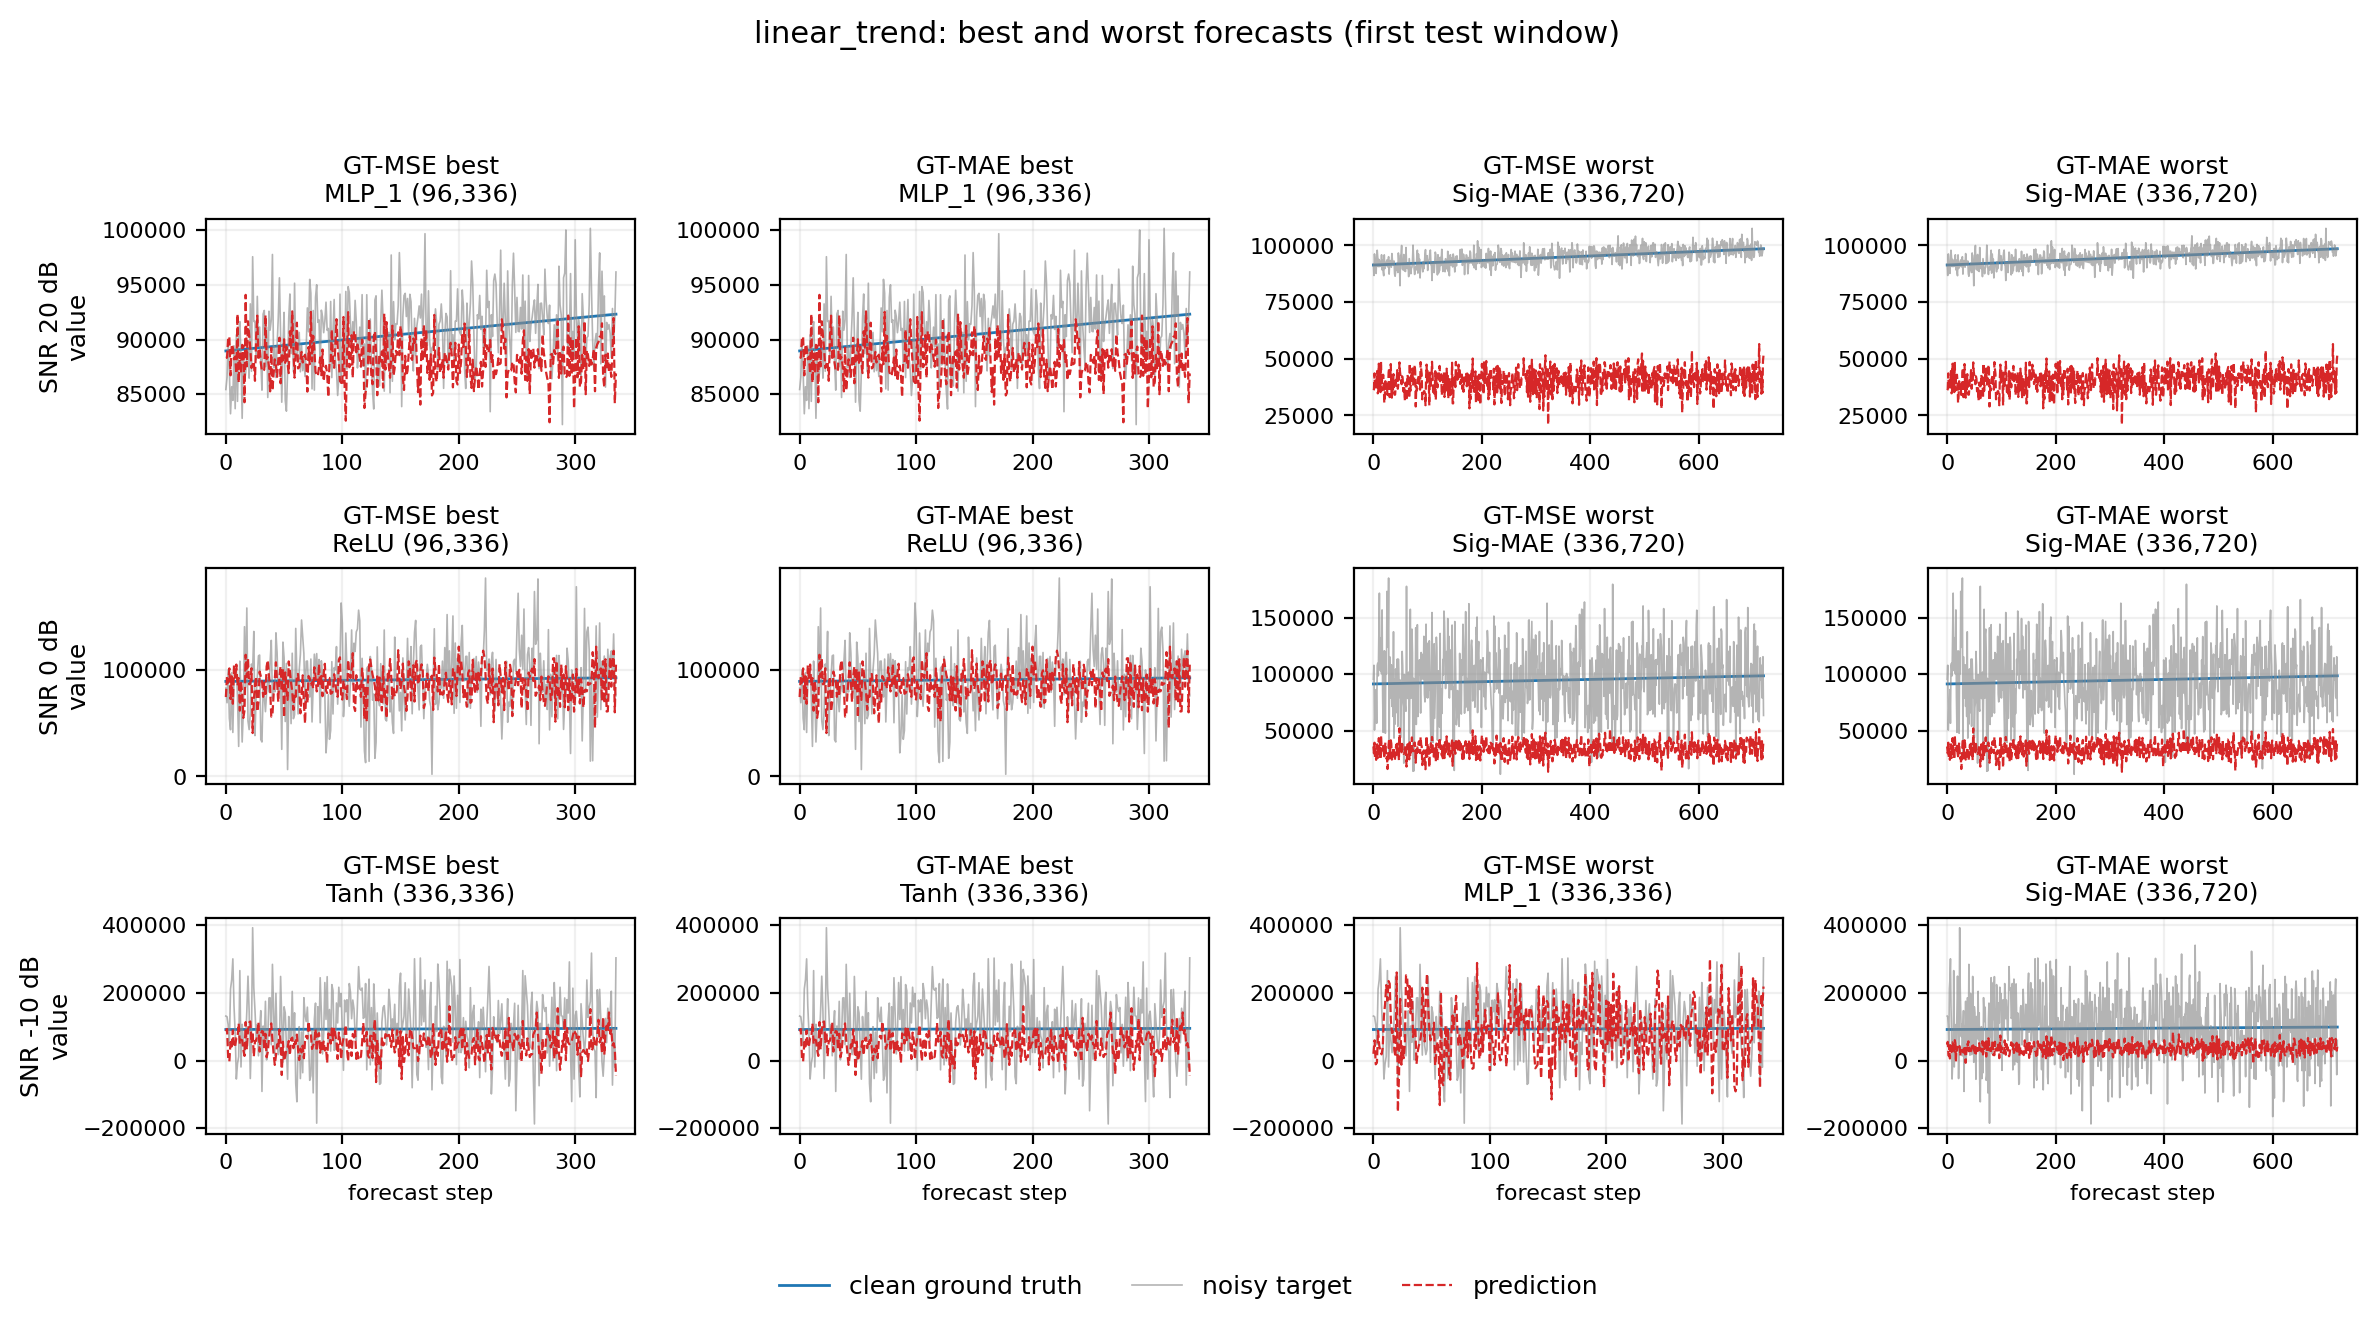 linear_trend: best and worst forecasts (first test window)
GT-MSE best
MLP_1 (96,336)
GT-MAE best
MLP_1 (96,336)
GT-MSE worst
Sig-MAE (336,720)
GT-MAE worst
Sig-MAE (336,720)
SNR 20 dB
value
100000
95000
90000
85000
0 100 200 300
100000
95000
90000
85000
0 100 200 300
100000
75000
50000
25000
0 200 400 600
100000
75000
50000
25000
0 200 400 600
GT-MSE best
ReLU (96,336)
GT-MAE best
ReLU (96,336)
GT-MSE worst
Sig-MAE (336,720)
GT-MAE worst
Sig-MAE (336,720)
SNR 0 dB
value
100000
0
0 100 200 300
100000
0
0 100 200 300
150000
100000
50000
0 200 400 600
150000
100000
50000
0 200 400 600
GT-MSE best
Tanh (336,336)
GT-MAE best
Tanh (336,336)
GT-MSE worst
MLP_1 (336,336)
GT-MAE worst
Sig-MAE (336,720)
SNR -10 dB
value
400000
200000
0
−200000
0 100 200 300
forecast step
400000
200000
0
−200000
0 100 200 300
forecast step
400000
200000
0
−200000
0 100 200 300
forecast step
400000
200000
0
−200000
0 200 400 600
forecast step
clean ground truth
noisy target
prediction